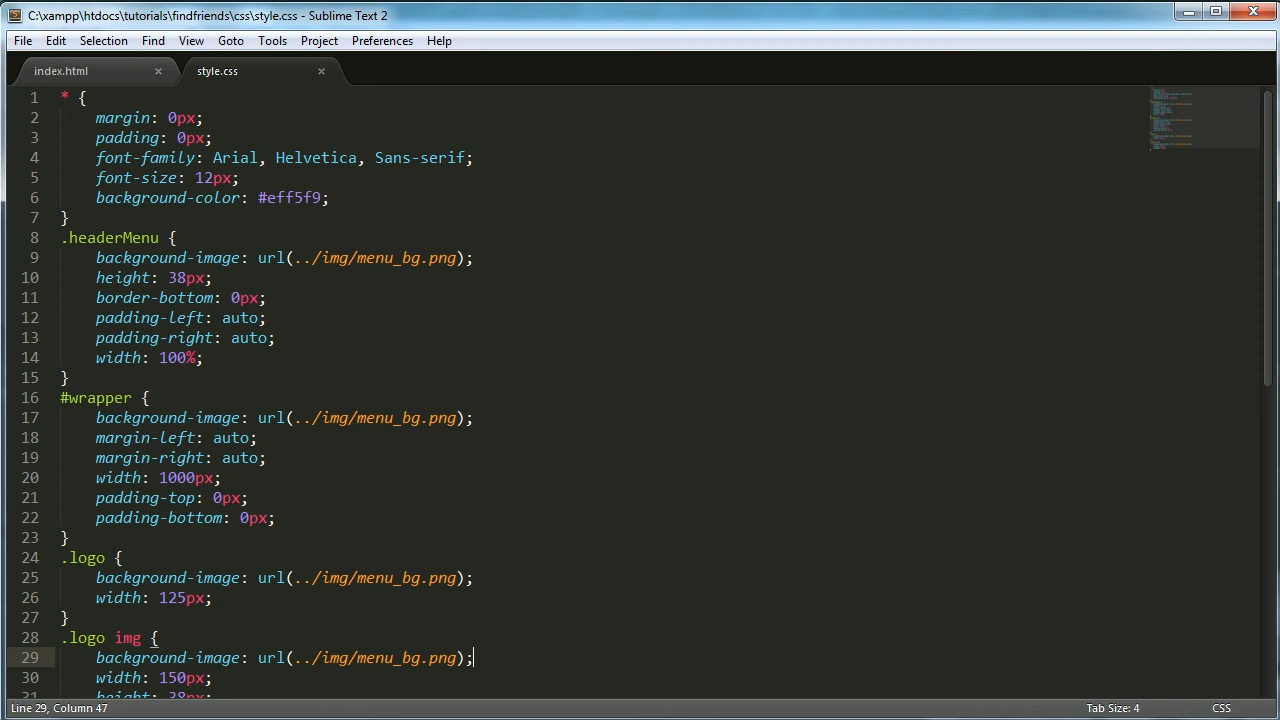 C:\xampp\htdocs\tutorials\findfriends\css\style.css - Sublime Text 2
File Edit Selection Find View Goto Tools Project Preferences Help
index.html × style.css ×
1 * {
2 margin: 0px;
3 padding: 0px;
4 font-family: Arial, Helvetica, Sans-serif;
5 font-size: 12px;
6 background-color: #eff5f9;
7 }
8 .headerMenu {
9 background-image: url(../img/menu_bg.png);
10 height: 38px;
11 border-bottom: 0px;
12 padding-left: auto;
13 padding-right: auto;
14 width: 100%;
15 }
16 #wrapper {
17 background-image: url(../img/menu_bg.png);
18 margin-left: auto;
19 margin-right: auto;
20 width: 1000px;
21 padding-top: 0px;
22 padding-bottom: 0px;
23 }
24 .logo {
25 background-image: url(../img/menu_bg.png);
26 width: 125px;
27 }
28 .logo img {
29 background-image: url(../img/menu_bg.png);
30 width: 150px;
31 height: 38px;
Line 29, Column 47 Tab Size: 4 CSS